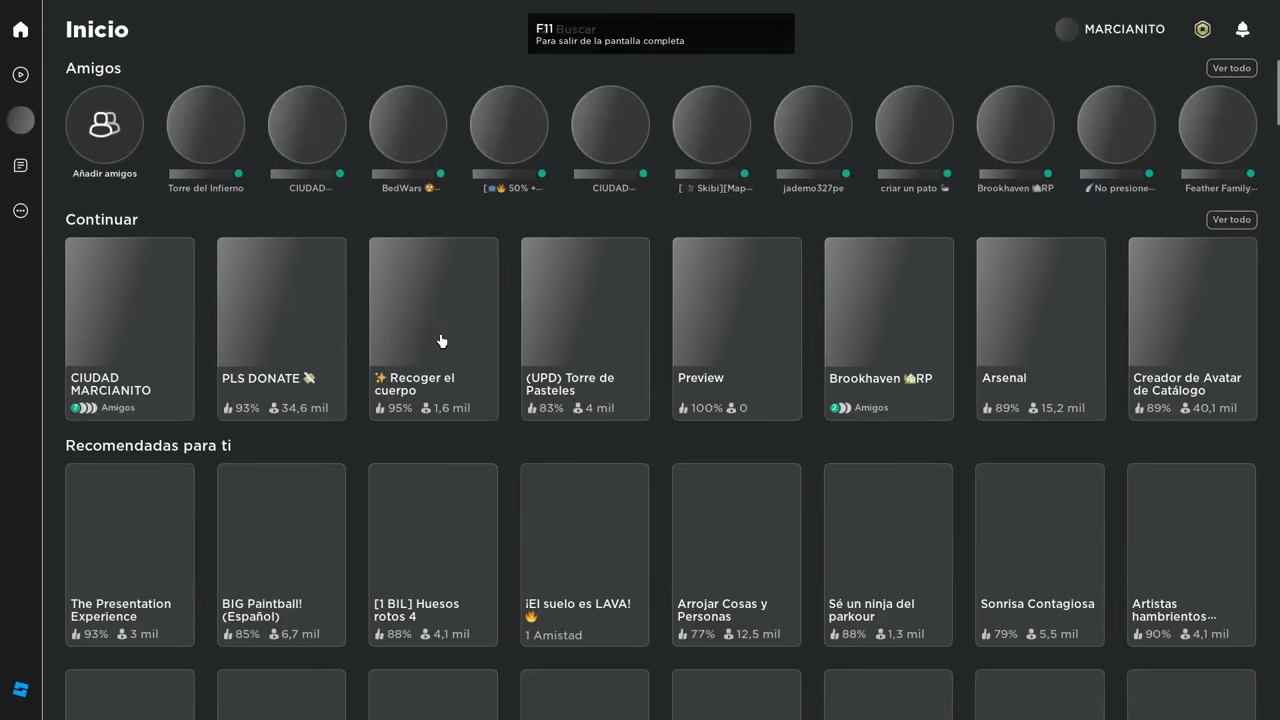 Inicio
F11 Buscar
Para salir de la pantalla completa
MARCIANITO
Amigos
Ver todo
Añadir amigos
Torre del Infierno
CIUDAD...
BedWars ☢️...
[🎟️🔥 50% +...
CIUDAD...
[ 🎥 Skibi][Map...
jademo327pe
criar un pato 🦆
Brookhaven 🏡RP
🚀No presione...
Feather Family...
Continuar
Ver todo
CIUDAD
MARCIANITO
7 Amigos
PLS DONATE 💸
93% 34,6 mil
✨ Recoger el
cuerpo
95% 1,6 mil
(UPD) Torre de
Pasteles
83% 4 mil
Preview
100% 0
Brookhaven 🏡RP
2 Amigos
Arsenal
89% 15,2 mil
Creador de Avatar
de Catálogo
89% 40,1 mil
Recomendadas para ti
The Presentation
Experience
93% 3 mil
BIG Paintball!
(Español)
85% 6,7 mil
[1 BIL] Huesos
rotos 4
88% 4,1 mil
¡El suelo es LAVA!
🔥
1 Amistad
Arrojar Cosas y
Personas
77% 12,5 mil
Sé un ninja del
parkour
88% 1,3 mil
Sonrisa Contagiosa
79% 5,5 mil
Artistas
hambrientos...
90% 4,1 mil